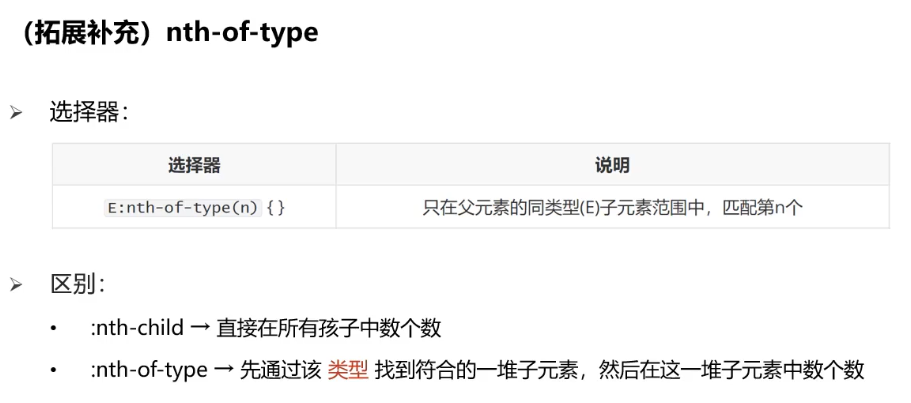 （拓展补充）nth-of-type
➢ 选择器：
选择器 说明
E:nth-of-type(n) {} 只在父元素的同类型(E)子元素范围中，匹配第n个
➢ 区别：
• :nth-child → 直接在所有孩子中数个数
• :nth-of-type → 先通过该 类型 找到符合的一堆子元素，然后在这一堆子元素中数个数